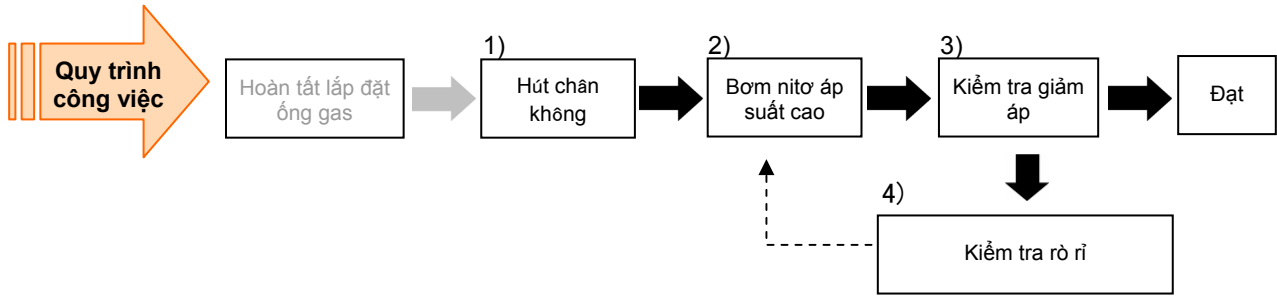 Quy trình
công việc
Hoàn tất lắp đặt
ống gas
1)
Hút chân
không
2)
Bơm nitơ áp
suất cao
3)
Kiểm tra giảm
áp
Đạt
4)
Kiểm tra rò rỉ